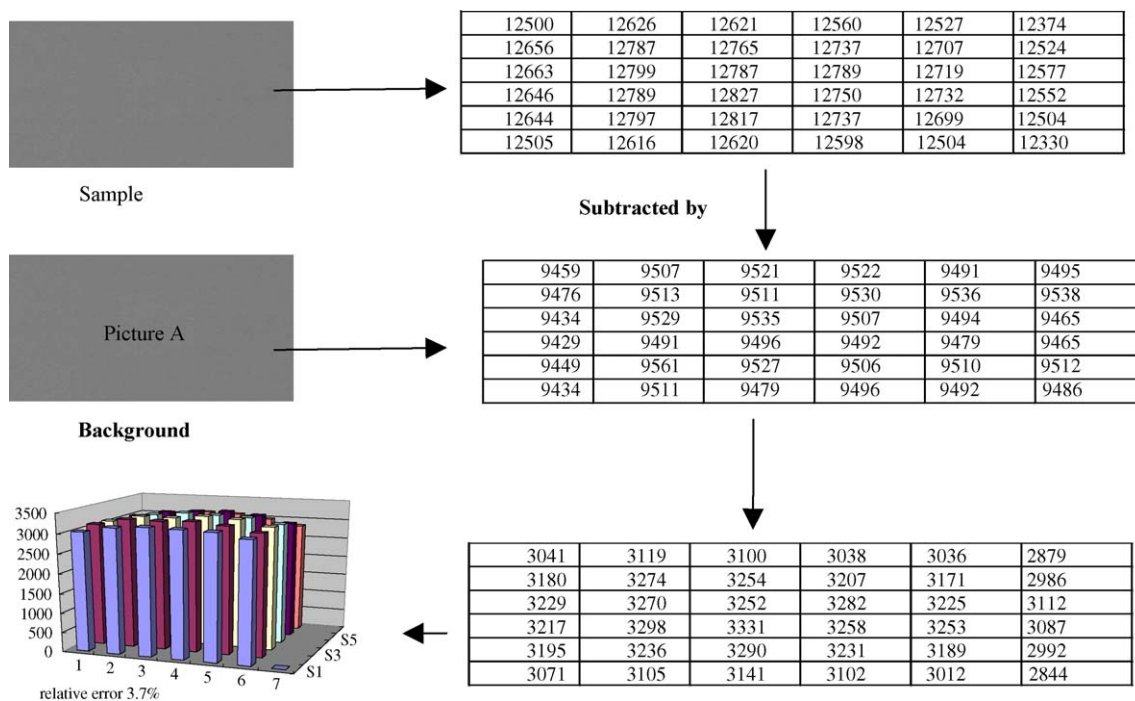 12500 12626 12621 12560 12527 12374
12656 12787 12765 12737 12707 12524
12663 12799 12787 12789 12719 12577
12646 12789 12827 12750 12732 12552
12644 12797 12817 12737 12699 12504
12505 12616 12620 12598 12504 12330
Sample
Subtracted by
9459 9507 9521 9522 9491 9495
9476 9513 9511 9530 9536 9538
9434 9529 9535 9507 9494 9465
9429 9491 9496 9492 9479 9465
9449 9561 9527 9506 9510 9512
9434 9511 9479 9496 9492 9486
Picture A
Background
3500
3000
2500
2000
1500
1000
500
0
1 2 3 4 5 6 7
S1
S3
S5
relative error 3.7%
3041 3119 3100 3038 3036 2879
3180 3274 3254 3207 3171 2986
3229 3270 3252 3282 3225 3112
3217 3298 3331 3258 3253 3087
3195 3236 3290 3231 3189 2992
3071 3105 3141 3102 3012 2844